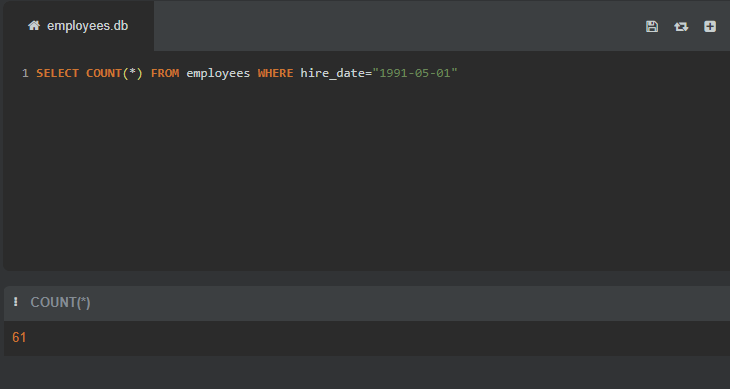 employees.db
1 SELECT COUNT(*) FROM employees WHERE hire_date="1991-05-01"
COUNT(*)
61